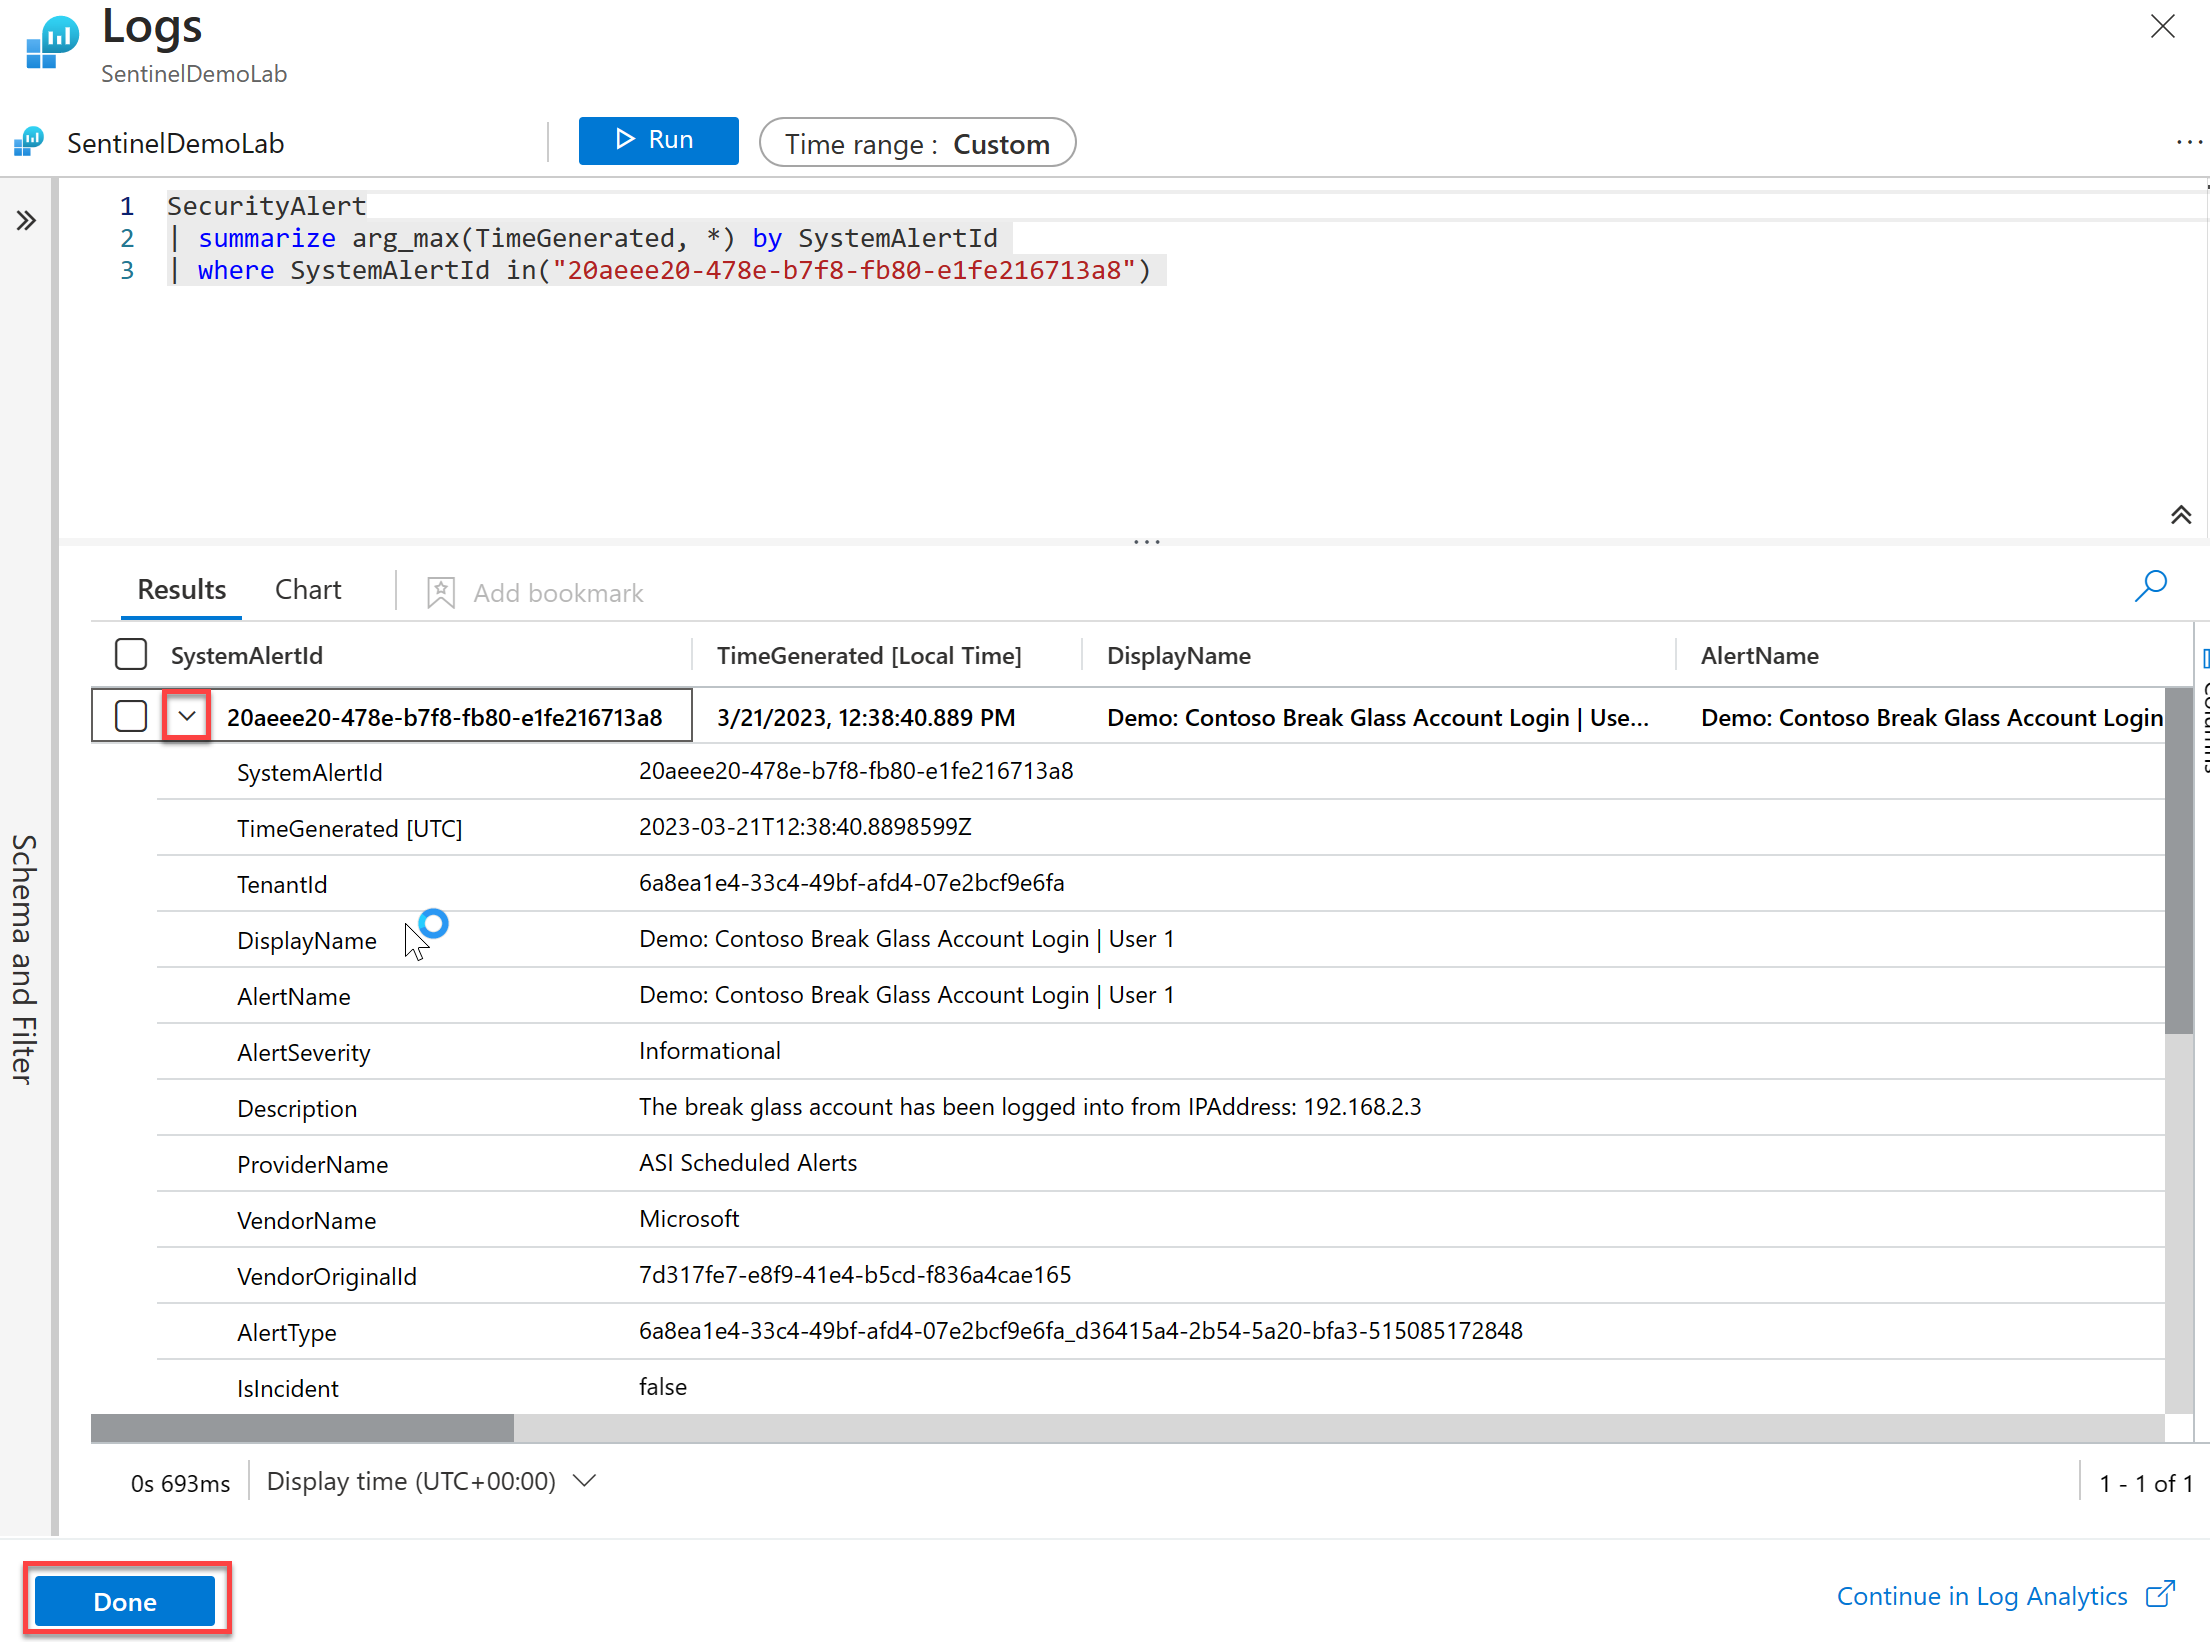 Logs
SentinelDemoLab
SentinelDemoLab
Run
Time range : Custom
...
1 SecurityAlert
2 | summarize arg_max(TimeGenerated, *) by SystemAlertId
3 | where SystemAlertId in("20aeee20-478e-b7f8-fb80-e1fe216713a8")
Schema and Filter
Results Chart Add bookmark
SystemAlertId TimeGenerated [Local Time] DisplayName AlertName
Columns
20aeee20-478e-b7f8-fb80-e1fe216713a8 3/21/2023, 12:38:40.889 PM Demo: Contoso Break Glass Account Login | Use... Demo: Contoso Break Glass Account Login
SystemAlertId 20aeee20-478e-b7f8-fb80-e1fe216713a8
TimeGenerated [UTC] 2023-03-21T12:38:40.8898599Z
TenantId 6a8ea1e4-33c4-49bf-afd4-07e2bcf9e6fa
DisplayName Demo: Contoso Break Glass Account Login | User 1
AlertName Demo: Contoso Break Glass Account Login | User 1
AlertSeverity Informational
Description The break glass account has been logged into from IPAddress: 192.168.2.3
ProviderName ASI Scheduled Alerts
VendorName Microsoft
VendorOriginalId 7d317fe7-e8f9-41e4-b5cd-f836a4cae165
AlertType 6a8ea1e4-33c4-49bf-afd4-07e2bcf9e6fa_d36415a4-2b54-5a20-bfa3-515085172848
IsIncident false
0s 693ms Display time (UTC+00:00) 1 - 1 of 1
Done Continue in Log Analytics